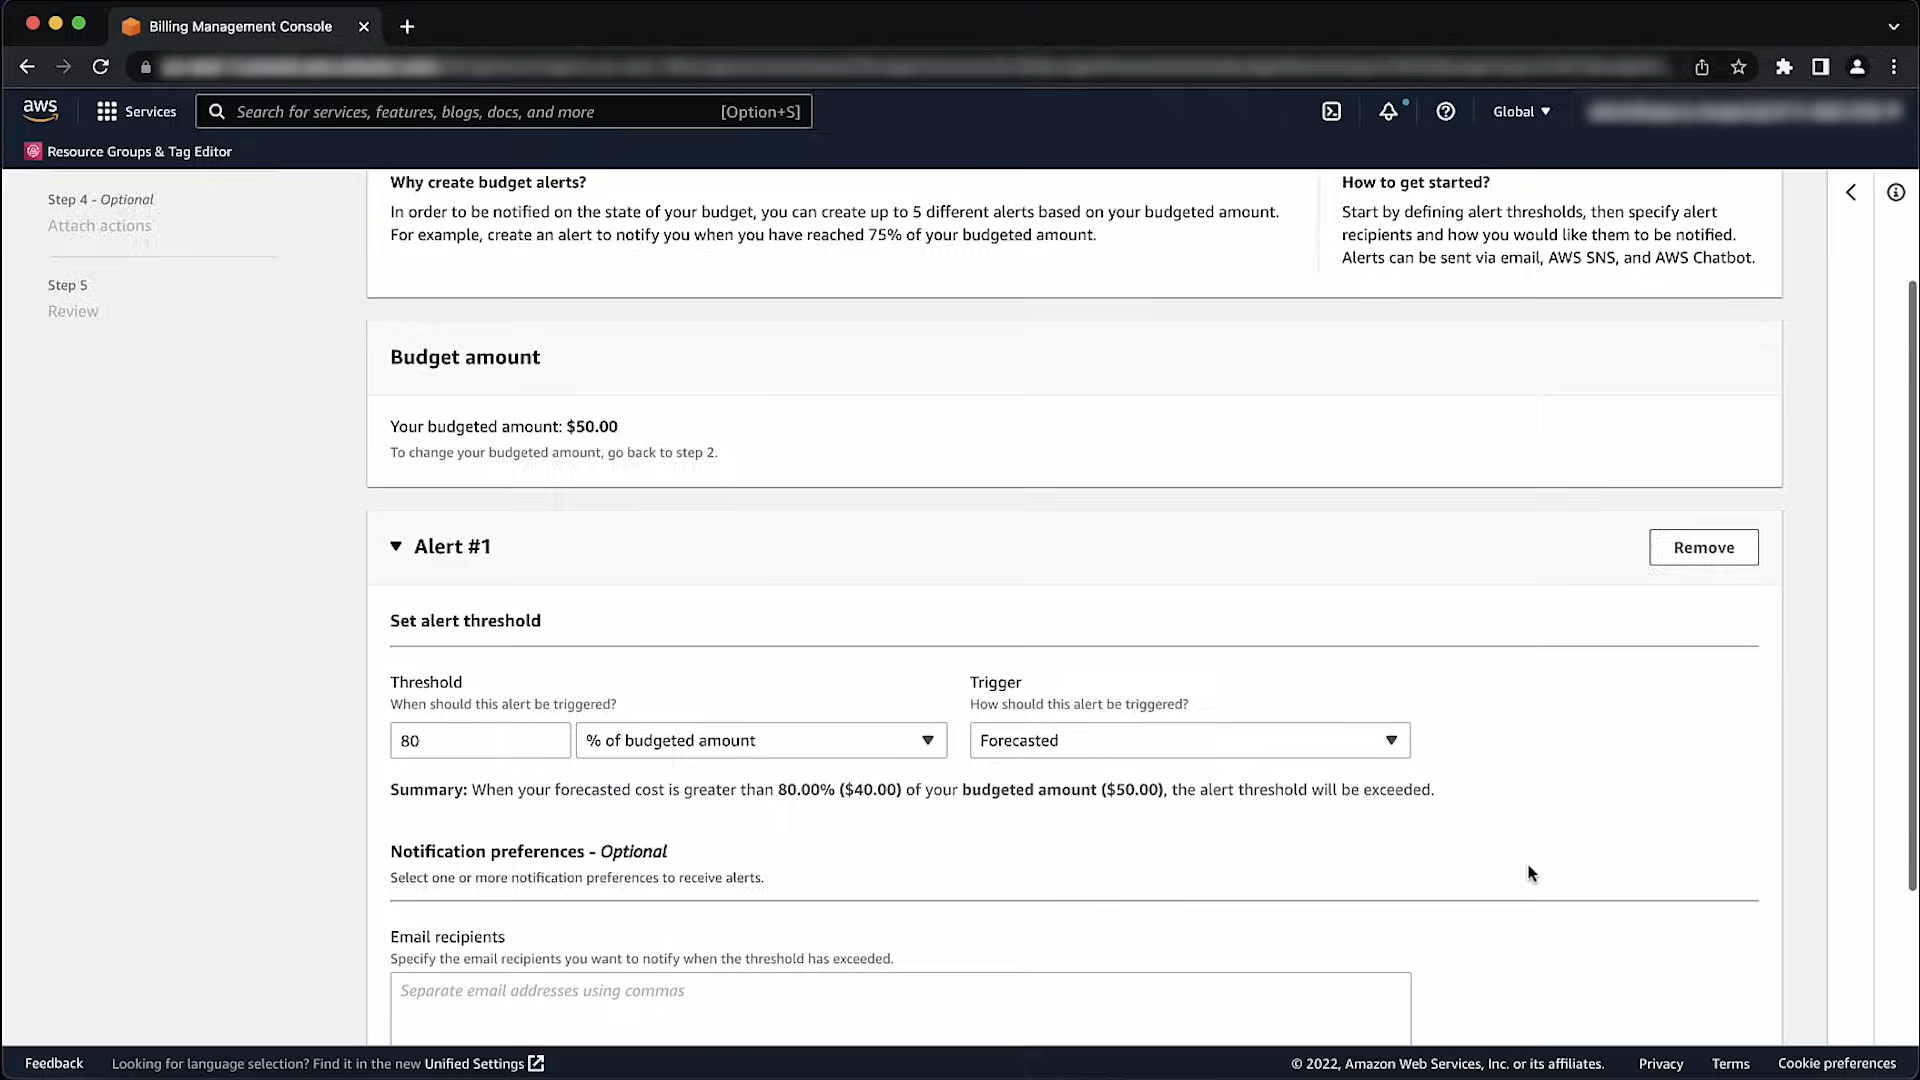 Billing Management Console
aws
Services
Search for services, features, blogs, docs, and more
[Option+S]
Global
Resource Groups & Tag Editor
Step 4 - Optional
Attach actions
Step 5
Review
Why create budget alerts?
In order to be notified on the state of your budget, you can create up to 5 different alerts based on your budgeted amount.
For example, create an alert to notify you when you have reached 75% of your budgeted amount.
How to get started?
Start by defining alert thresholds, then specify alert
recipients and how you would like them to be notified.
Alerts can be sent via email, AWS SNS, and AWS Chatbot.
Budget amount
Your budgeted amount: $50.00
To change your budgeted amount, go back to step 2.
Alert #1
Remove
Set alert threshold
Threshold
When should this alert be triggered?
80
% of budgeted amount
Trigger
How should this alert be triggered?
Forecasted
Summary: When your forecasted cost is greater than 80.00% ($40.00) of your budgeted amount ($50.00), the alert threshold will be exceeded.
Notification preferences - Optional
Select one or more notification preferences to receive alerts.
Email recipients
Specify the email recipients you want to notify when the threshold has exceeded.
Separate email addresses using commas
Feedback
Looking for language selection? Find it in the new Unified Settings
© 2022, Amazon Web Services, Inc. or its affiliates.
Privacy
Terms
Cookie preferences